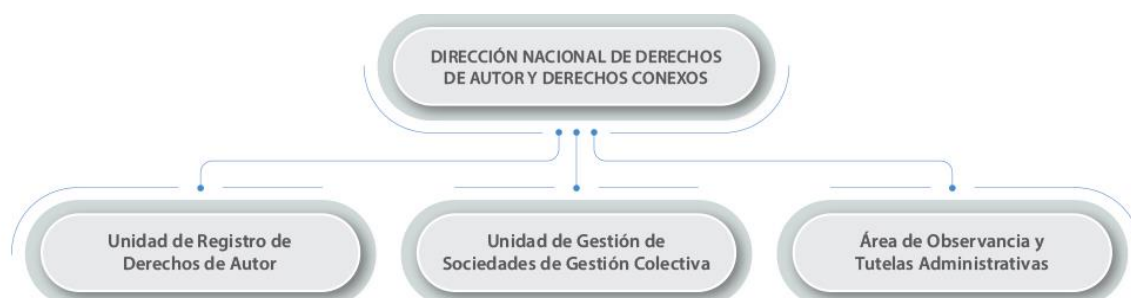 DIRECCIÓN NACIONAL DE DERECHOS
DE AUTOR Y DERECHOS CONEXOS
Unidad de Registro de
Derechos de Autor
Unidad de Gestión de
Sociedades de Gestión Colectiva
Área de Observancia y
Tutelas Administrativas